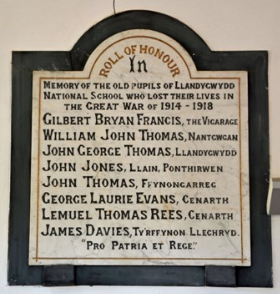 ROLL OF HONOUR
In
MEMORY OF THE OLD PUPILS OF LLANDYGWYDD
NATIONAL SCHOOL WHO LOST THEIR LIVES IN
THE GREAT WAR OF 1914 - 1918
GILBERT BRYAN FRANCIS, THE VICARAGE
WILLIAM JOHN THOMAS, NANTGWGAN
JOHN GEORGE THOMAS, LLANDYGWYDD
JOHN JONES, LLAIN, PONTHIRWEN
JOHN THOMAS, FFYNONGARREG
GEORGE LAURIE EVANS, CENARTH
LEMUEL THOMAS REES, CENARTH
JAMES DAVIES, TY'RFFYNON LLECHRYD.
"PRO PATRIA ET REGE."